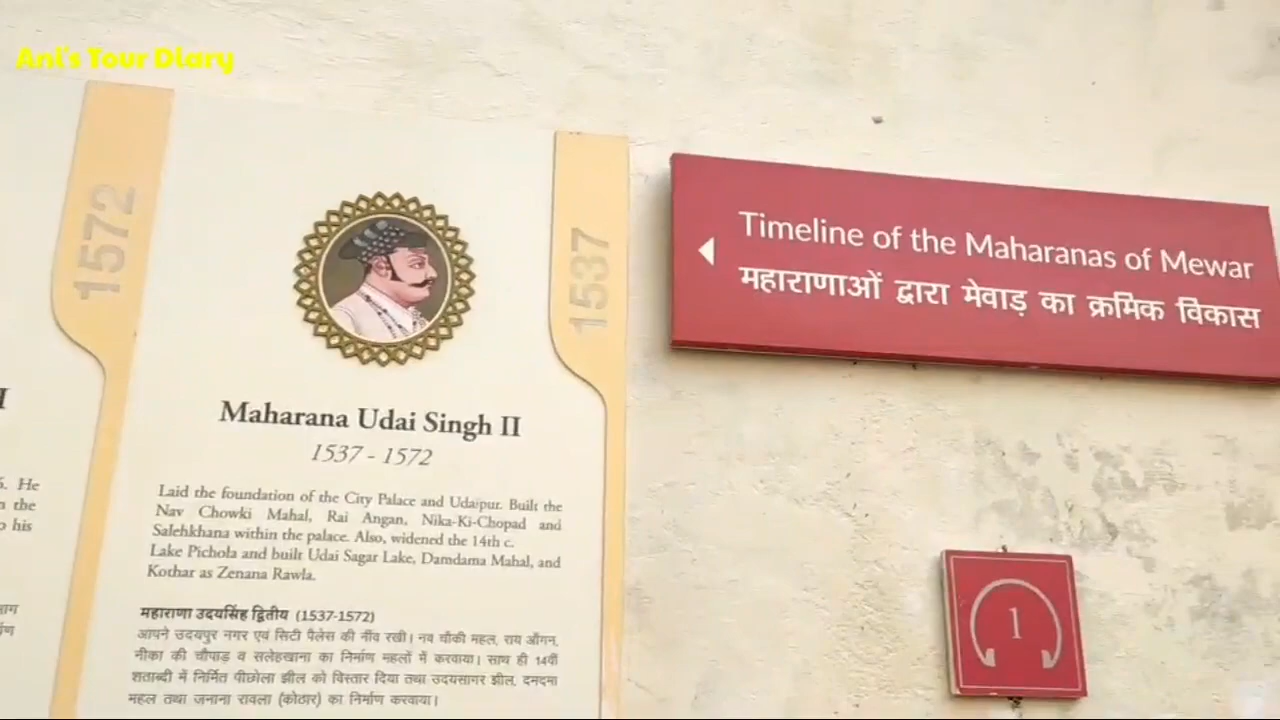 Ani's Tour Diary
1572
1537
Maharana Udai Singh II
1537 - 1572
Laid the foundation of the City Palace and Udaipur. Built the
Nav Chowki Mahal, Rai Angan, Nika-Ki-Chopad and
Salehkhana within the palace. Also, widened the 14th c.
Lake Pichola and built Udai Sagar Lake, Damdama Mahal, and
Kothar as Zenana Rawla.
महाराणा उदयसिंह द्वितीय (1537-1572)
आपने उदयपुर नगर एवं सिटी पैलेस की नींव रखी। नव चौकी महल, राय आँगन,
नीका की चौपाड़ व सलेहखाना का निर्माण महलों में करवाया। साथ ही 14वीं
शताब्दी में निर्मित पीछोला झील को विस्तार दिया तथा उदयसागर झील, दमदमा
महल तथा जनाना रावला (कोठार) का निर्माण करवाया।
Timeline of the Maharanas of Mewar
महाराणाओं द्वारा मेवाड़ का क्रमिक विकास
1
He
the
his